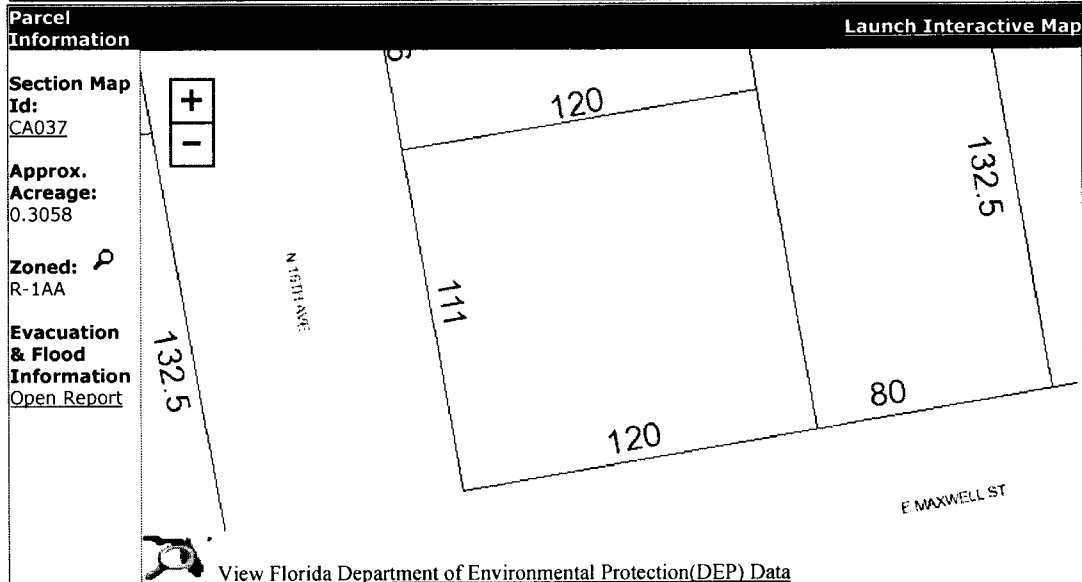 Parcel
Information
Launch Interactive Map
Section Map
Id:
CA037
Approx.
Acreage:
0.3058
Zoned:
R-1AA
Evacuation
& Flood
Information
Open Report
+
−
120
132.5
N 16TH AVE
111
132.5
80
120
E MAXWELL ST
View Florida Department of Environmental Protection(DEP) Data